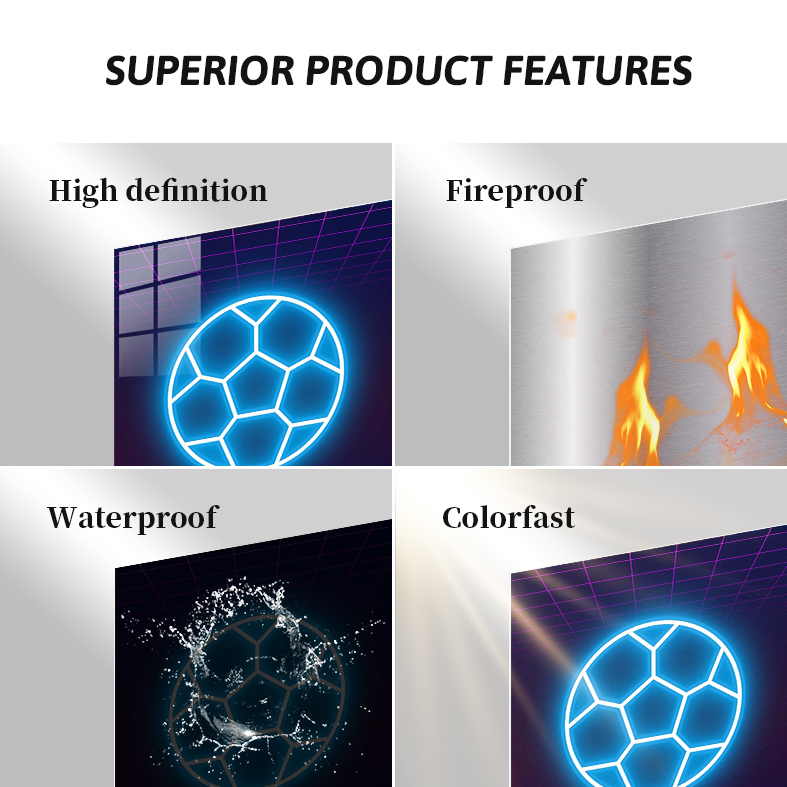 SUPERIOR PRODUCT FEATURES
High definition
Fireproof
Waterproof
Colorfast